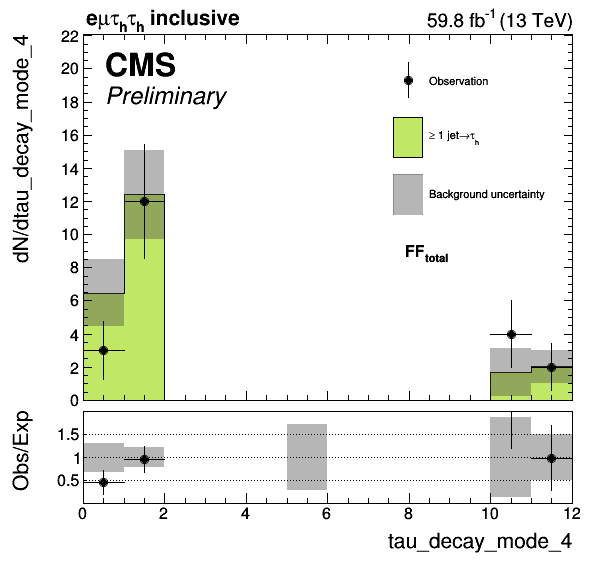 eμτhτh inclusive
59.8 fb-1 (13 TeV)
dN/dtau_decay_mode_4
22
20
18
16
14
12
10
8
6
4
2
0
CMS
Preliminary
Observation
≥ 1 jet→τh
Background uncertainty
FFtotal
Obs/Exp
1.5
1
0.5
0 2 4 6 8 10 12
tau_decay_mode_4